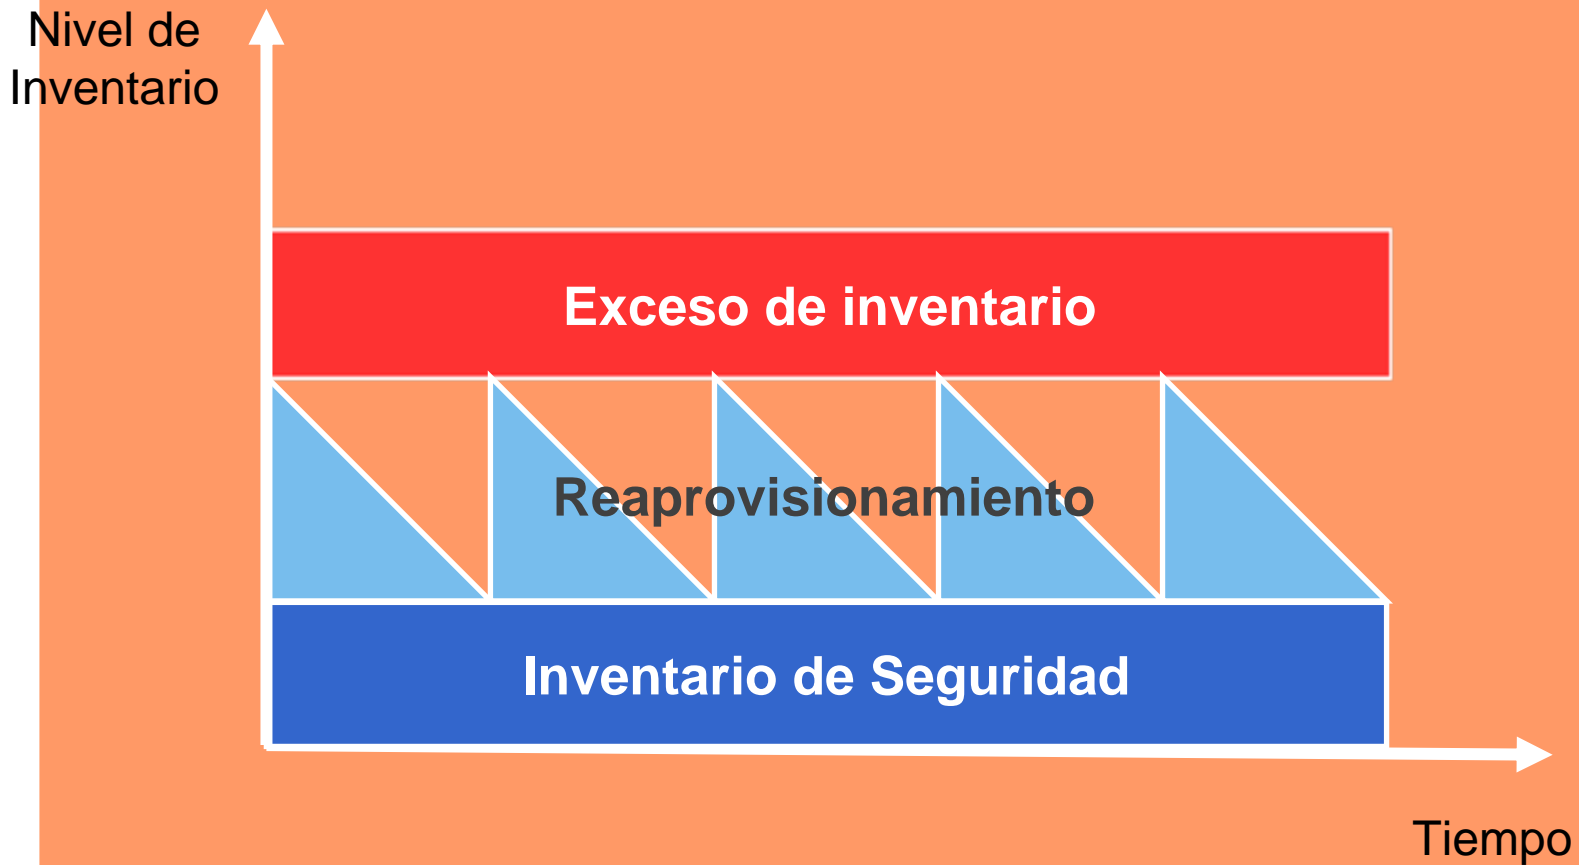 Nivel de
Inventario
Exceso de inventario
Reaprovisionamiento
Inventario de Seguridad
Tiempo